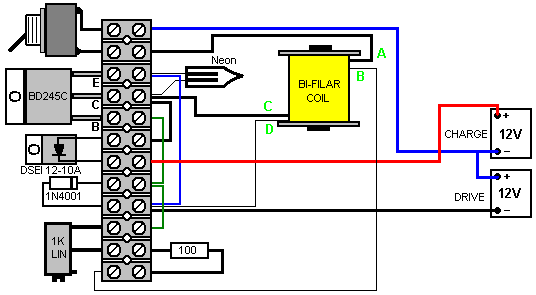 Neon
A
B
E
BD245C
C
B
BI-FILAR
COIL
C
D
+
CHARGE
12V
−
DSEI 12-10A
+
DRIVE
12V
−
1N4001
1K
LIN
100